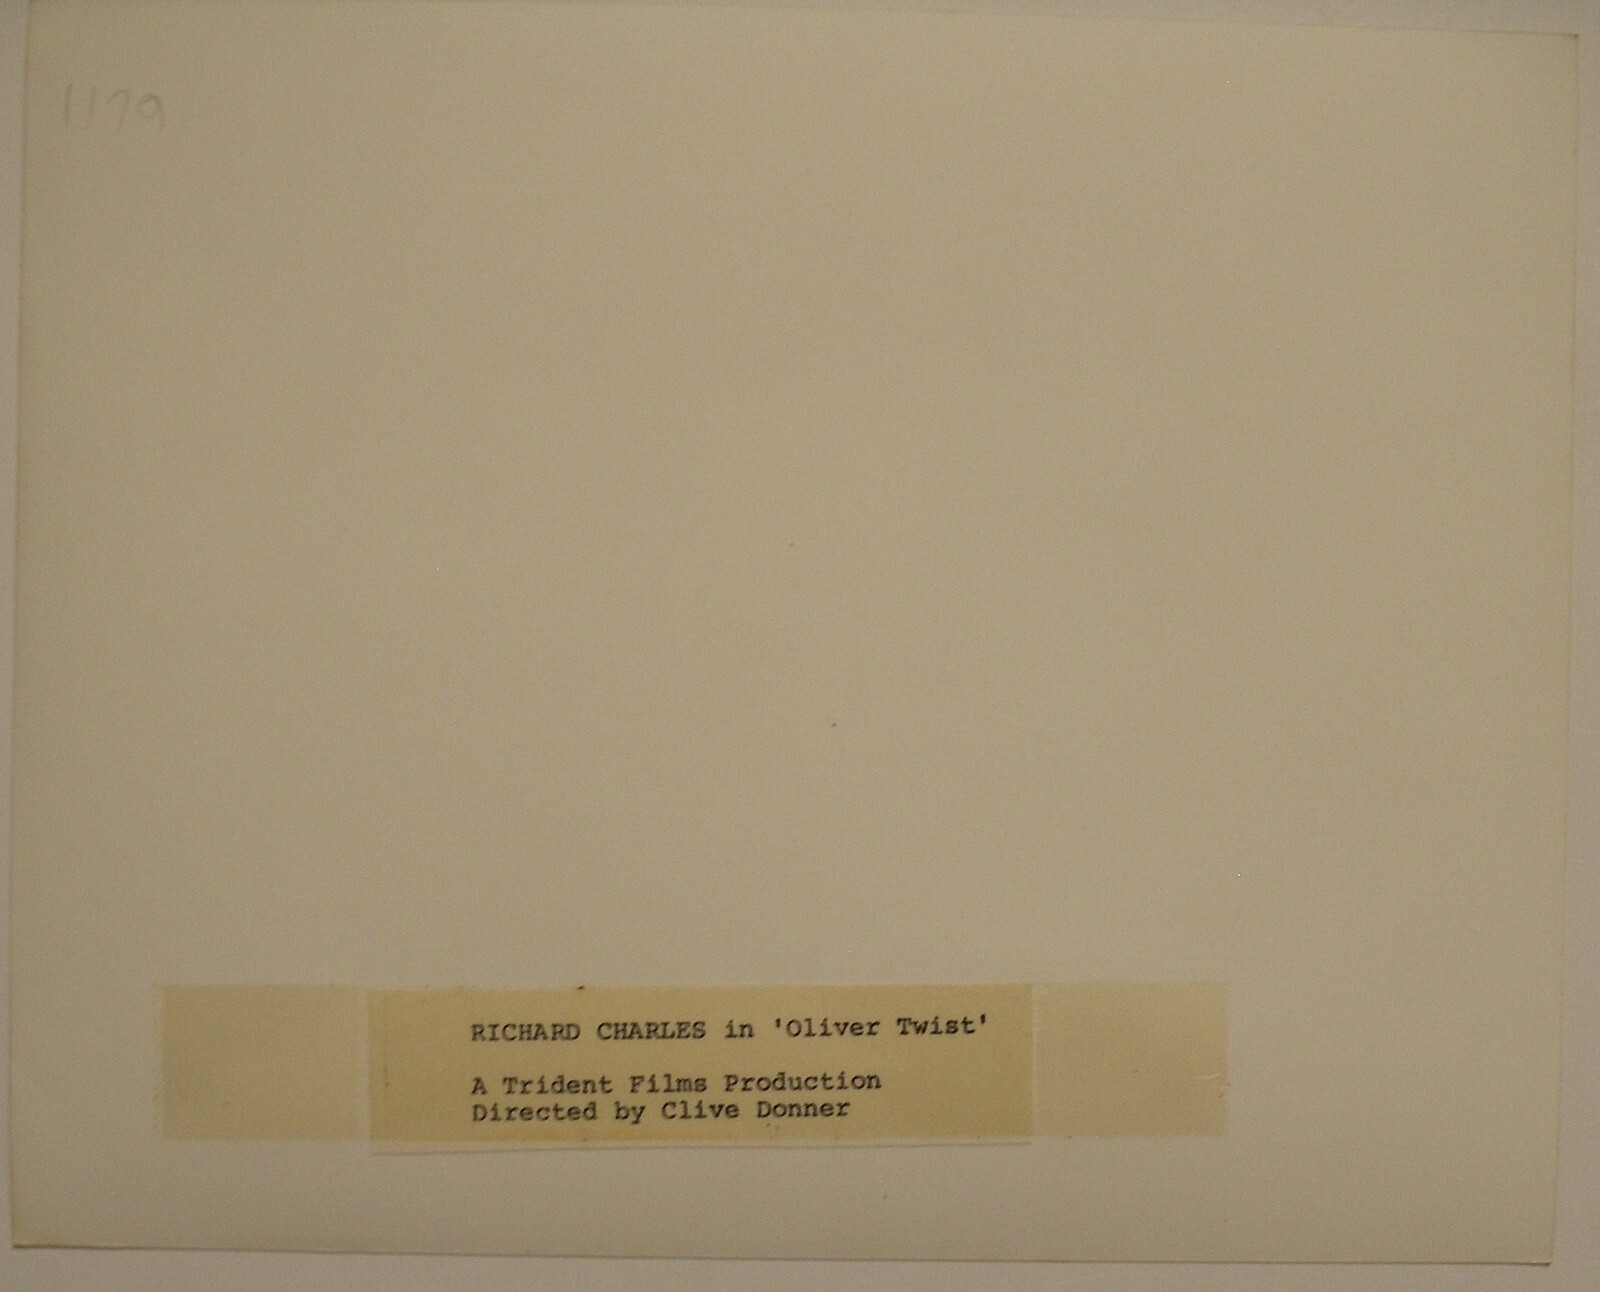 1179
RICHARD CHARLES in 'Oliver Twist'
A Trident Films Production
Directed by Clive Donner